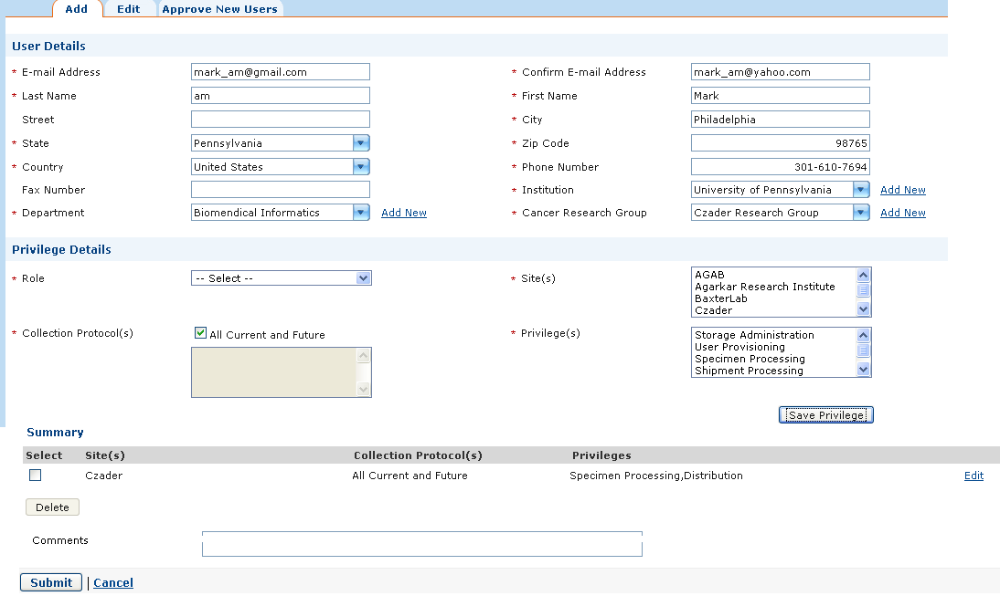 Add Edit Approve New Users
User Details
* E-mail Address mark_am@gmail.com * Confirm E-mail Address mark_am@yahoo.com
* Last Name am * First Name Mark
Street * City Philadelphia
* State Pennsylvania * Zip Code 98765
* Country United States * Phone Number 301-610-7694
Fax Number * Institution University of Pennsylvania Add New
* Department Biomendical Informatics Add New * Cancer Research Group Czader Research Group Add New
Privilege Details
* Role -- Select -- * Site(s) AGAB
Agarkar Research Institute
BaxterLab
Czader
* Collection Protocol(s) All Current and Future * Privilege(s) Storage Administration
User Provisioning
Specimen Processing
Shipment Processing
Save Privilege
Summary
Select Site(s) Collection Protocol(s) Privileges
Czader All Current and Future Specimen Processing,Distribution Edit
Delete
Comments
Submit | Cancel